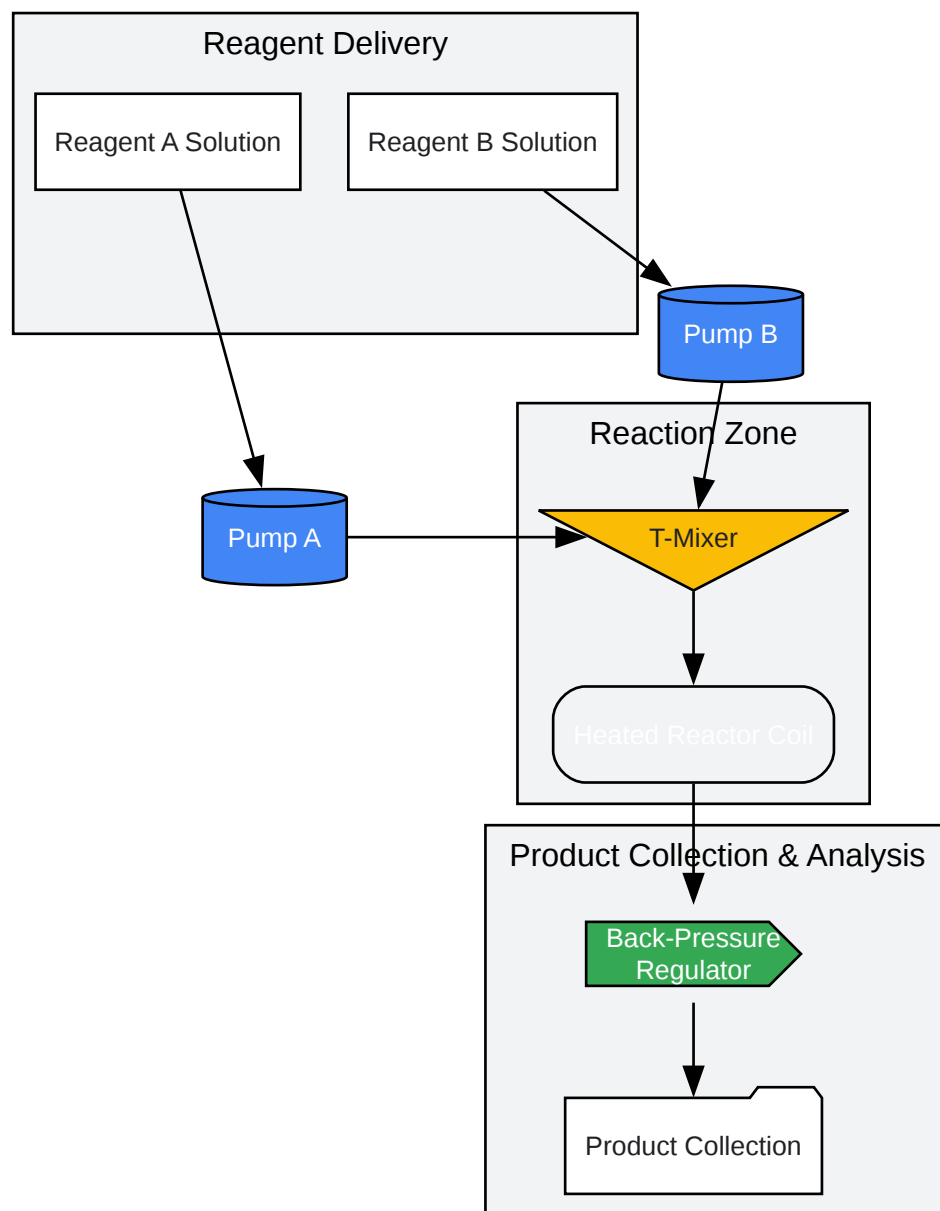 Reagent Delivery
Reagent A Solution
Reagent B Solution
Pump B
Reaction Zone
Pump A
T-Mixer
Heated Reactor Coil
Product Collection & Analysis
Back-Pressure
Regulator
Product Collection